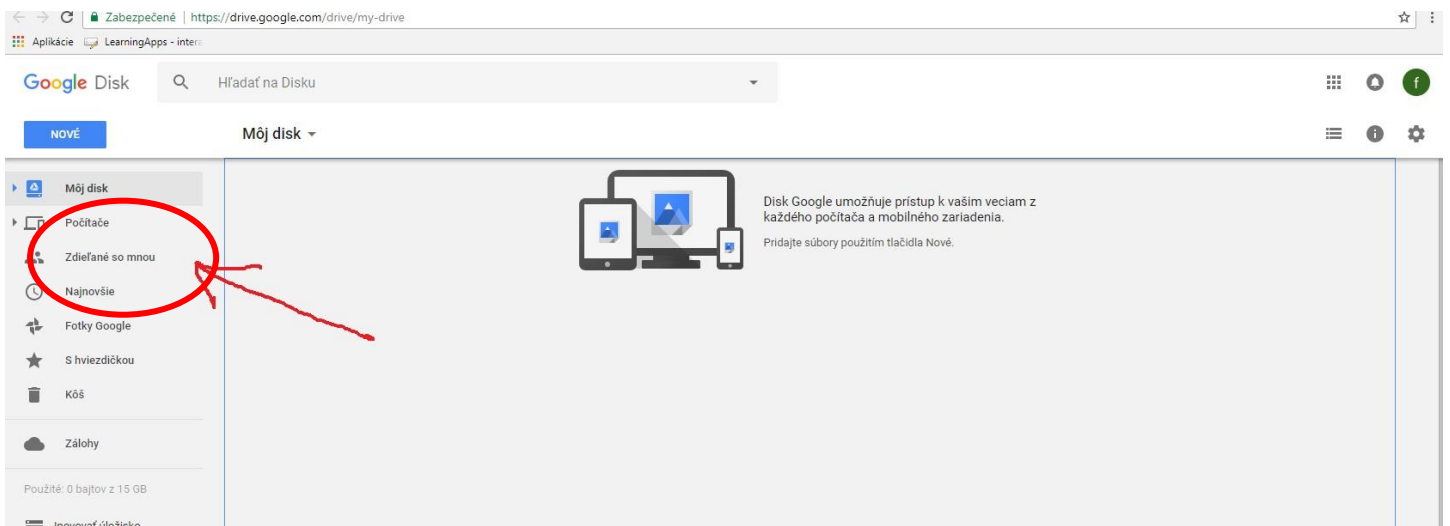 Zabezpečené | https://drive.google.com/drive/my-drive
Aplikácie LearningApps - inter
Google Disk Hľadať na Disku f
NOVÉ Môj disk
Môj disk
Počítače
Zdieľané so mnou
Najnovšie
Fotky Google
S hviezdičkou
Kôš
Zálohy
Použité: 0 bajtov z 15 GB
Disk Google umožňuje prístup k vašim veciam z
každého počítača a mobilného zariadenia.
Pridajte súbory použitím tlačidla Nové.